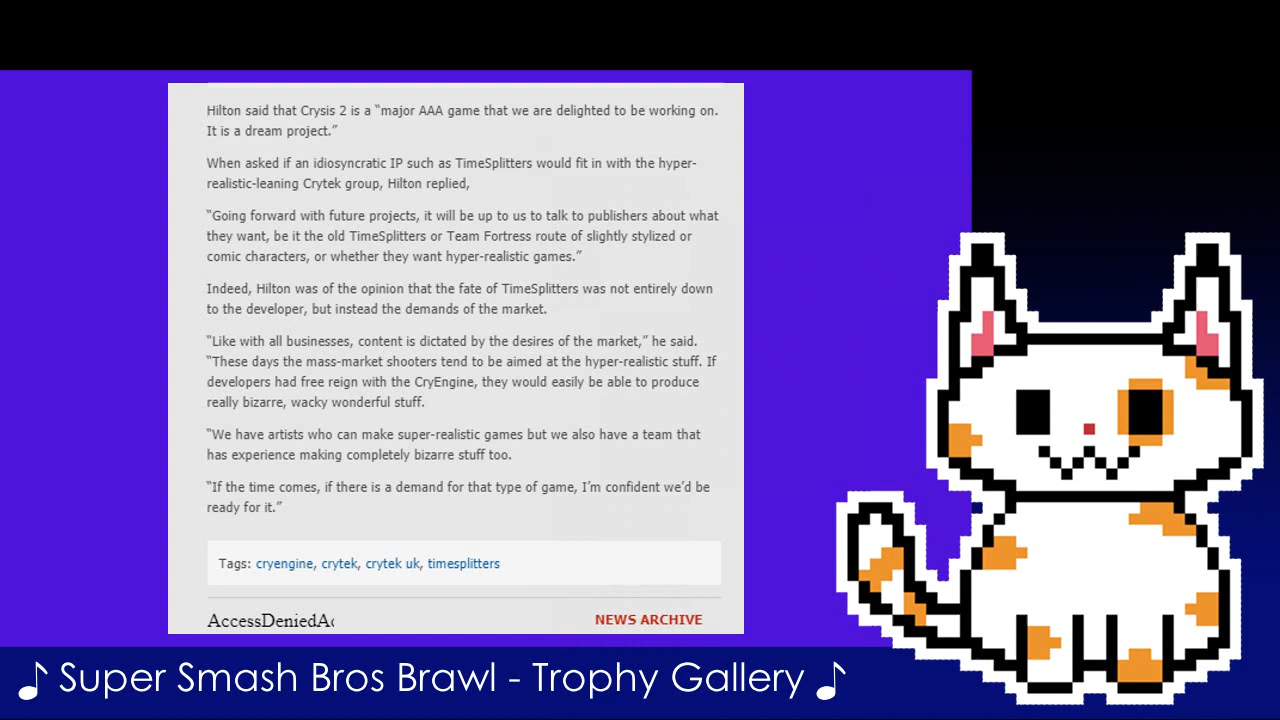 Hilton said that Crysis 2 is a “major AAA game that we are delighted to be working on.
It is a dream project.”
When asked if an idiosyncratic IP such as TimeSplitters would fit in with the hyper-
realistic-leaning Crytek group, Hilton replied,
“Going forward with future projects, it will be up to us to talk to publishers about what
they want, be it the old TimeSplitters or Team Fortress route of slightly stylized or
comic characters, or whether they want hyper-realistic games.”
Indeed, Hilton was of the opinion that the fate of TimeSplitters was not entirely down
to the developer, but instead the demands of the market.
“Like with all businesses, content is dictated by the desires of the market,” he said.
“These days the mass-market shooters tend to be aimed at the hyper-realistic stuff. If
developers had free reign with the CryEngine, they would easily be able to produce
really bizarre, wacky wonderful stuff.
“We have artists who can make super-realistic games but we also have a team that
has experience making completely bizarre stuff too.
“If the time comes, if there is a demand for that type of game, I’m confident we’d be
ready for it.”
Tags: cryengine, crytek, crytek uk, timesplitters
AccessDeniedAc NEWS ARCHIVE
♪ Super Smash Bros Brawl - Trophy Gallery ♪